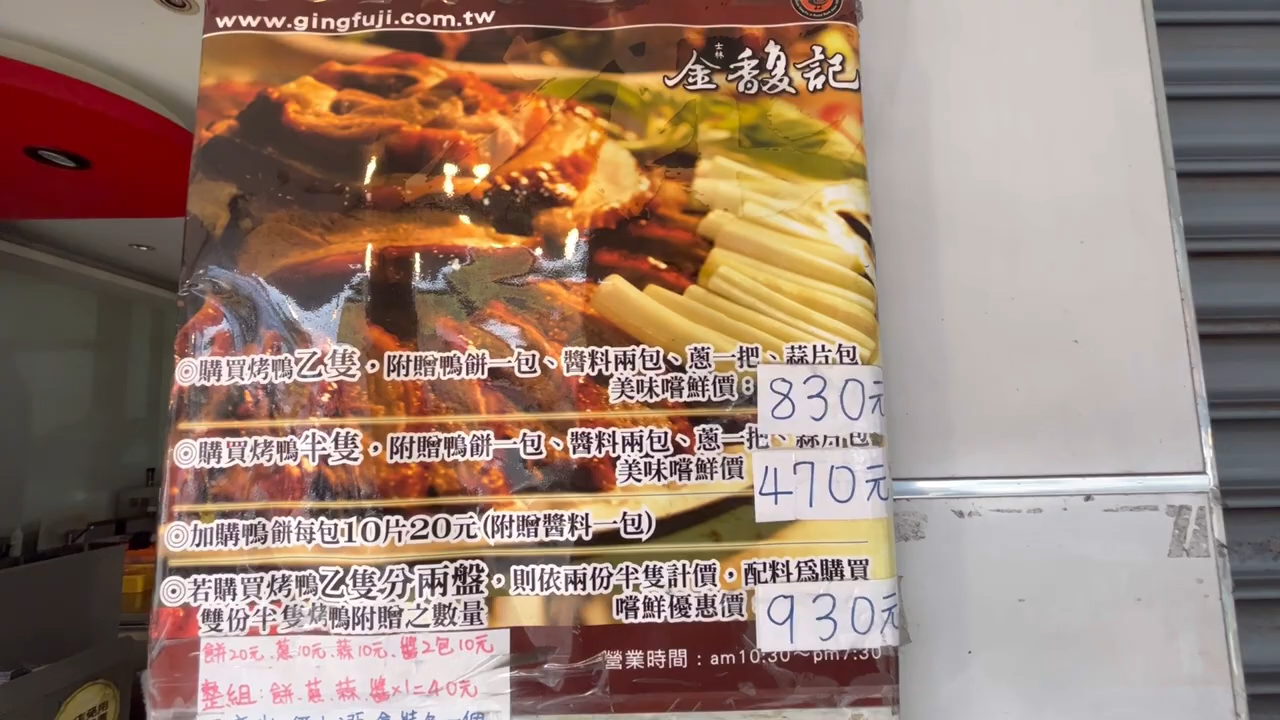 www.gingfuji.com.tw
士林
金馥記
◎購買烤鴨乙隻，附贈鴨餅一包、醬料兩包、蔥一把、蒜片包
美味嚐鮮價：830元
◎購買烤鴨半隻，附贈鴨餅一包、醬料兩包、蔥一把、蒜片包
美味嚐鮮價 470元
◎加購鴨餅每包10片20元(附贈醬料一包)
◎若購買烤鴨乙隻分兩盤，則依兩份半隻計價，配料為購買
雙份半隻烤鴨附贈之數量 嚐鮮優惠價：930元
餅20元、蔥10元、蒜10元、醬2包10元
營業時間：am10:30～pm7:30
整組：餅、蔥、蒜、醬x1=40元